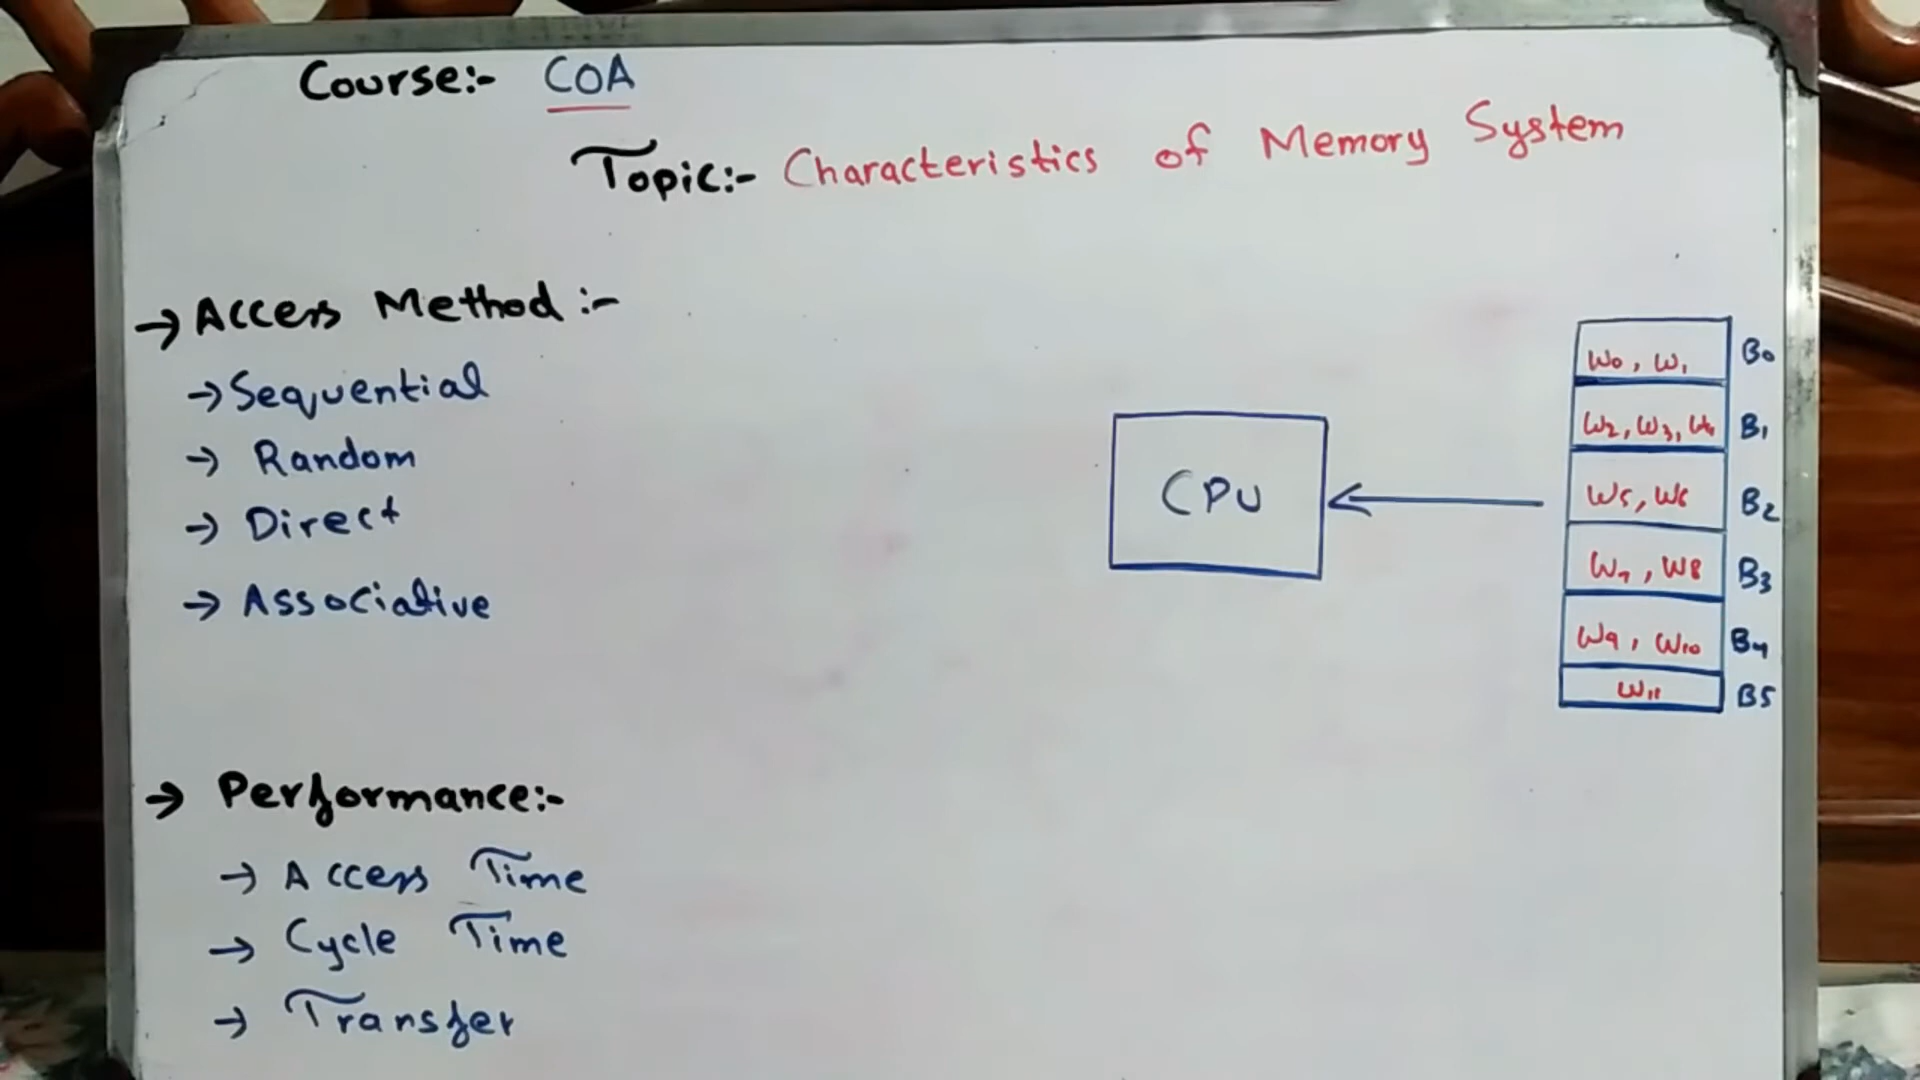 Course:- COA
Topic:- Characteristics of Memory System
→ Access Method :-
→ Sequential
→ Random
→ Direct
→ Associative
→ Performance:-
→ Access Time
→ Cycle Time
→ Transfer
CPU
W0, W1 B0
W2, W3, W4 B1
W5, W6 B2
W7, W8 B3
W9, W10 B4
W11 B5